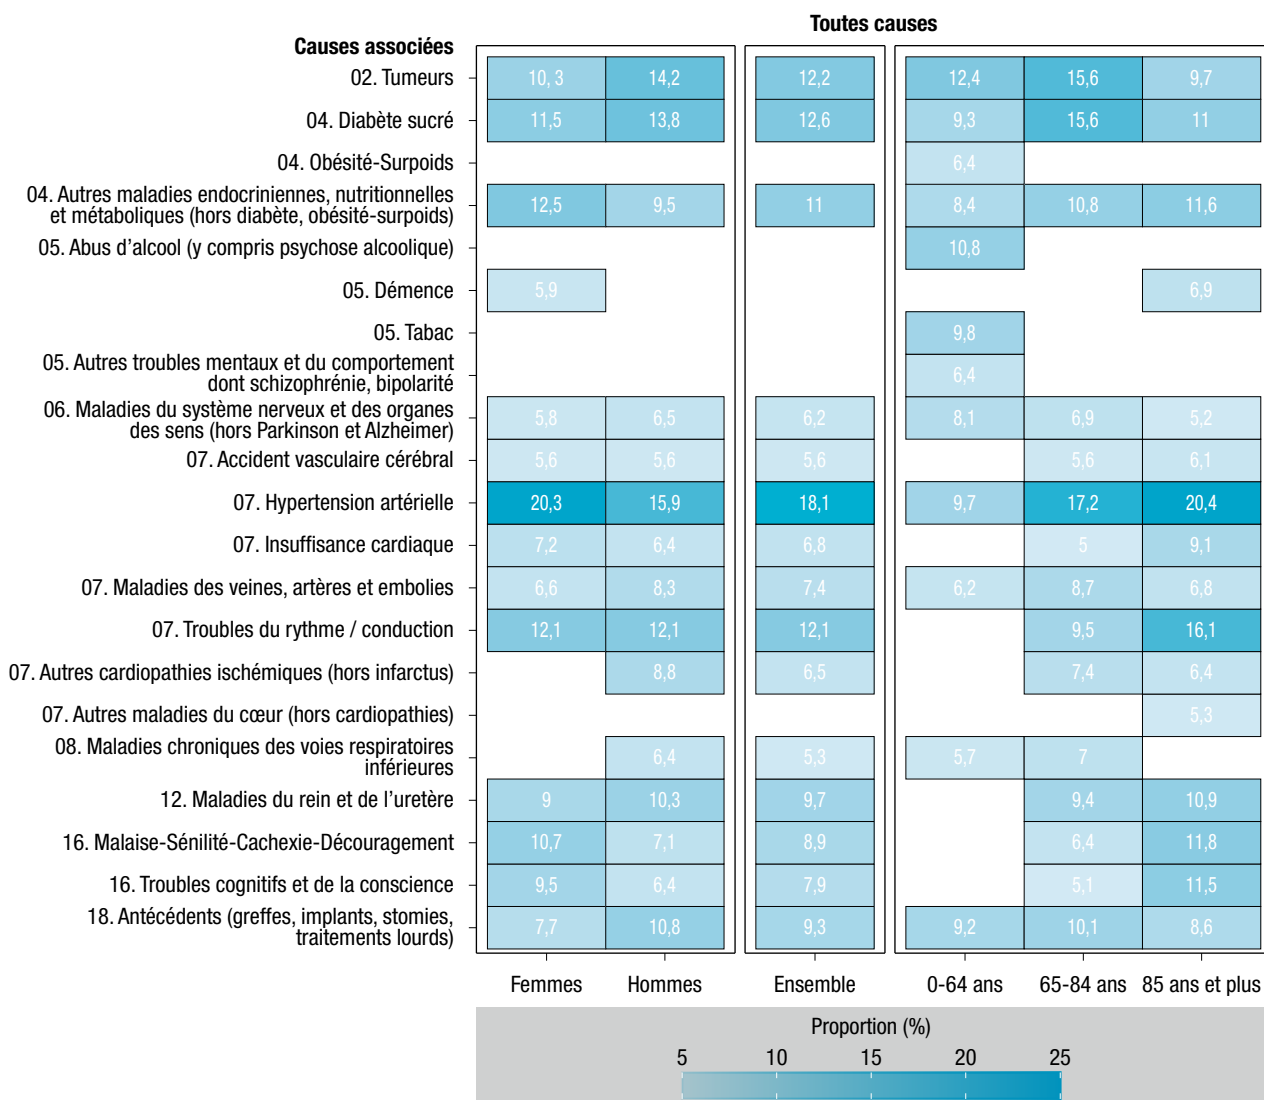 Toutes causes
Causes associées
02. Tumeurs 10, 3 14,2 12,2 12,4 15,6 9,7
04. Diabète sucré 11,5 13,8 12,6 9,3 15,6 11
04. Obésité-Surpoids 6,4
04. Autres maladies endocriniennes, nutritionnelles
et métaboliques (hors diabète, obésité-surpoids) 12,5 9,5 11 8,4 10,8 11,6
05. Abus d’alcool (y compris psychose alcoolique) 10,8
05. Démence 5,9 6,9
05. Tabac 9,8
05. Autres troubles mentaux et du comportement
dont schizophrénie, bipolarité 6,4
06. Maladies du système nerveux et des organes
des sens (hors Parkinson et Alzheimer) 5,8 6,5 6,2 8,1 6,9 5,2
07. Accident vasculaire cérébral 5,6 5,6 5,6 5,6 6,1
07. Hypertension artérielle 20,3 15,9 18,1 9,7 17,2 20,4
07. Insuffisance cardiaque 7,2 6,4 6,8 5 9,1
07. Maladies des veines, artères et embolies 6,6 8,3 7,4 6,2 8,7 6,8
07. Troubles du rythme / conduction 12,1 12,1 12,1 9,5 16,1
07. Autres cardiopathies ischémiques (hors infarctus) 8,8 6,5 7,4 6,4
07. Autres maladies du cœur (hors cardiopathies) 5,3
08. Maladies chroniques des voies respiratoires
inférieures 6,4 5,3 5,7 7
12. Maladies du rein et de l’uretère 9 10,3 9,7 9,4 10,9
16. Malaise-Sénilité-Cachexie-Découragement 10,7 7,1 8,9 6,4 11,8
16. Troubles cognitifs et de la conscience 9,5 6,4 7,9 5,1 11,5
18. Antécédents (greffes, implants, stomies,
traitements lourds) 7,7 10,8 9,3 9,2 10,1 8,6
Femmes Hommes Ensemble 0-64 ans 65-84 ans 85 ans et plus
Proportion (%)
5 10 15 20 25